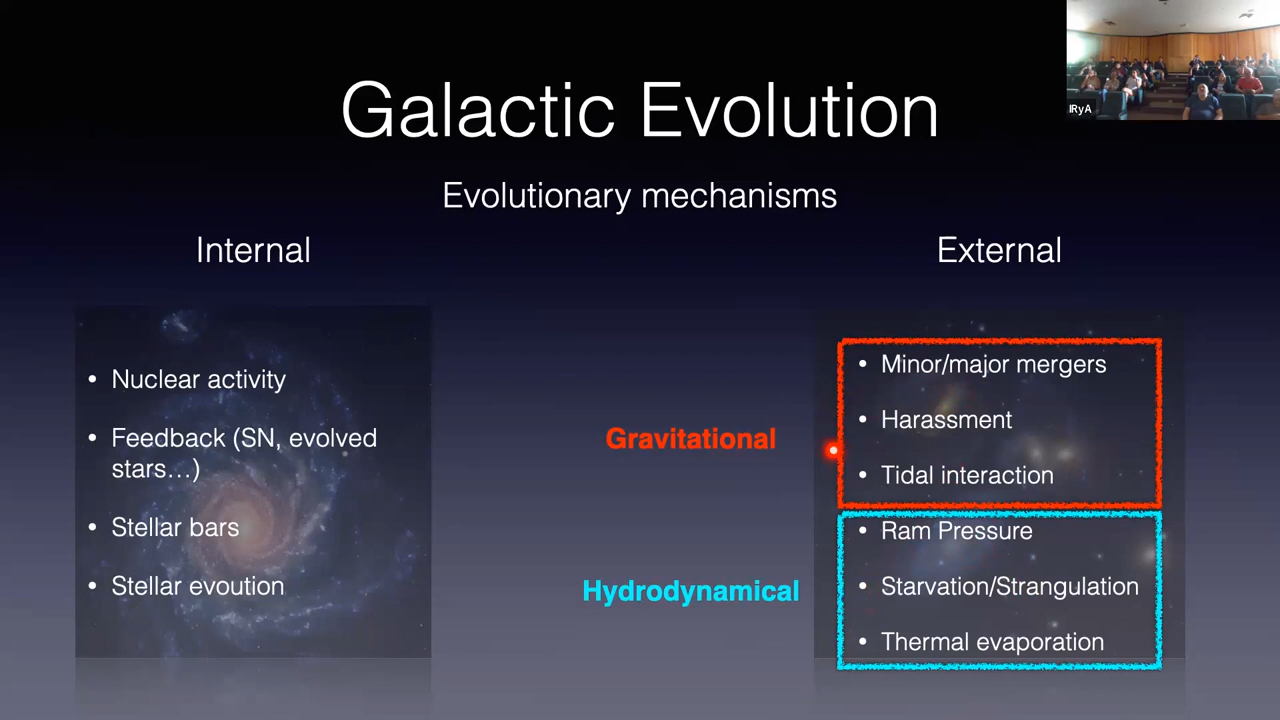 IRyA
Galactic Evolution
Evolutionary mechanisms
Internal
• Nuclear activity
• Feedback (SN, evolved
stars...)
• Stellar bars
• Stellar evoution
External
Gravitational
• Minor/major mergers
• Harassment
• Tidal interaction
Hydrodynamical
• Ram Pressure
• Starvation/Strangulation
• Thermal evaporation